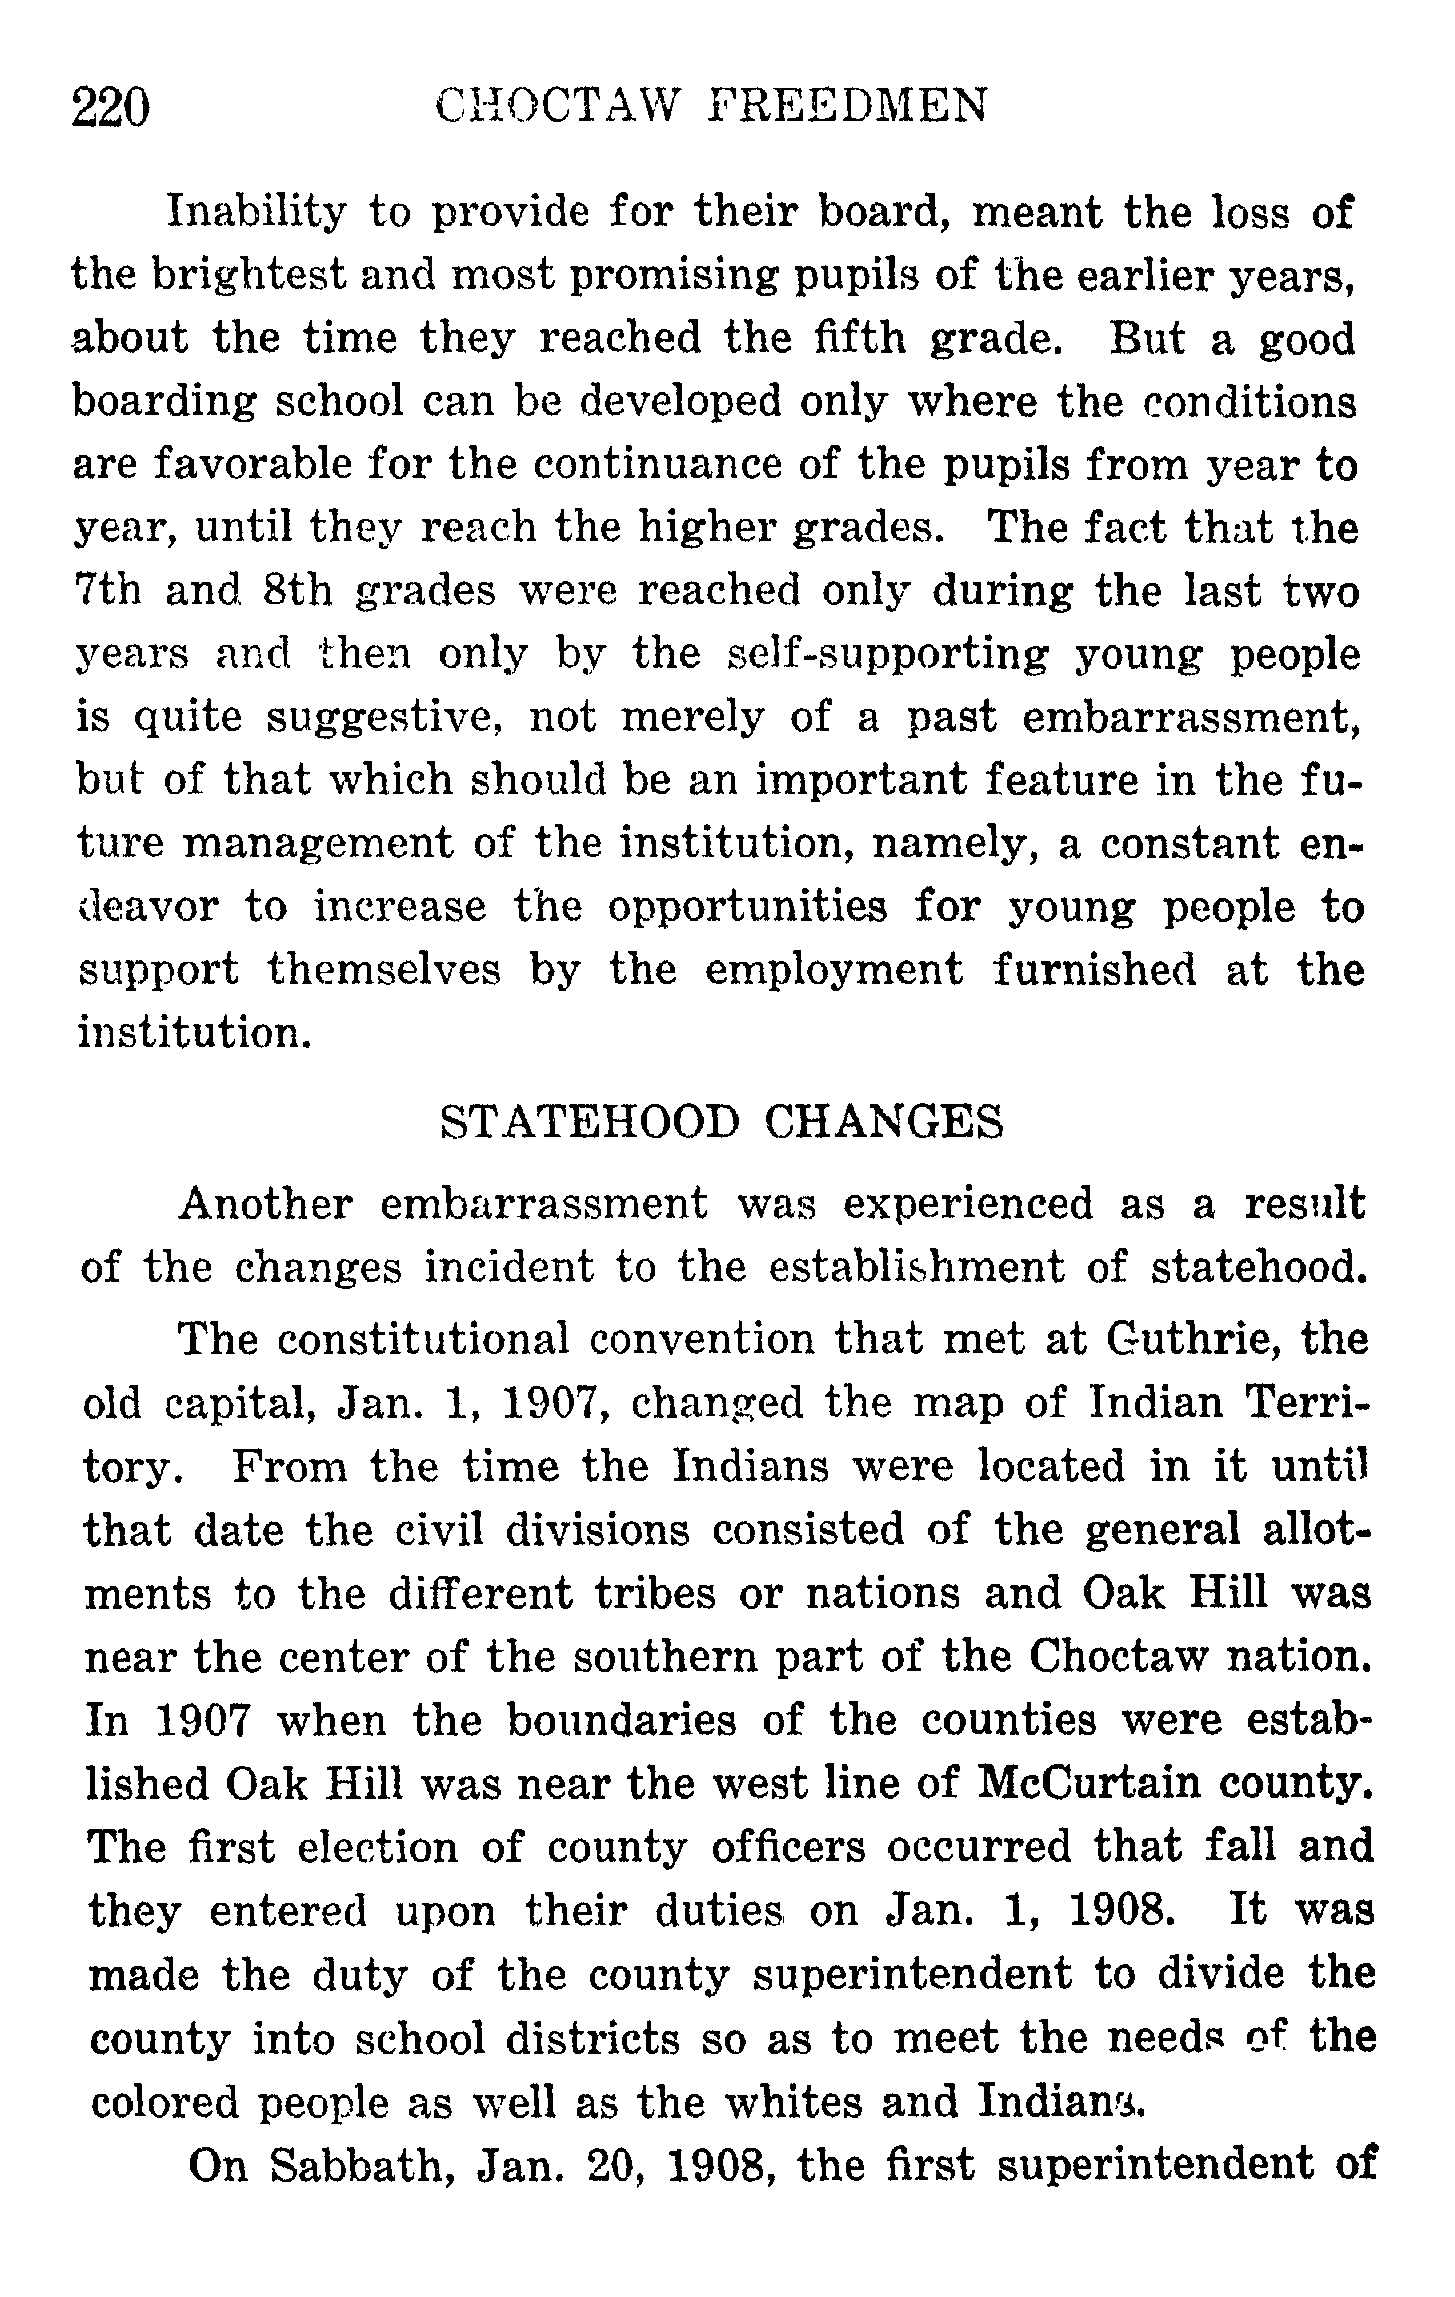 220 CHOCTAW FREEDMEN
Inability to provide for their board, meant the loss of
the brightest and most promising pupils of the earlier years,
about the time they reached the fifth grade. But a good
boarding school can be developed only where the conditions
are favorable for the continuance of the pupils from year to
year, until they reach the higher grades. The fact that the
7th and 8th grades were reached only during the last two
years and then only by the self-supporting young people
is quite suggestive, not merely of a past embarrassment,
but of that which should be an important feature in the fu-
ture management of the institution, namely, a constant en-
deavor to increase the opportunities for young people to
support themselves by the employment furnished at the
institution.
STATEHOOD CHANGES
Another embarrassment was experienced as a result
of the changes incident to the establishment of statehood.
The constitutional convention that met at Guthrie, the
old capital, Jan. 1, 1907, changed the map of Indian Terri-
tory. From the time the Indians were located in it until
that date the civil divisions consisted of the general allot-
ments to the different tribes or nations and Oak Hill was
near the center of the southern part of the Choctaw nation.
In 1907 when the boundaries of the counties were estab-
lished Oak Hill was near the west line of McCurtain county.
The first election of county officers occurred that fall and
they entered upon their duties on Jan. 1, 1908. It was
made the duty of the county superintendent to divide the
county into school districts so as to meet the needs of the
colored people as well as the whites and Indians.
On Sabbath, Jan. 20, 1908, the first superintendent of